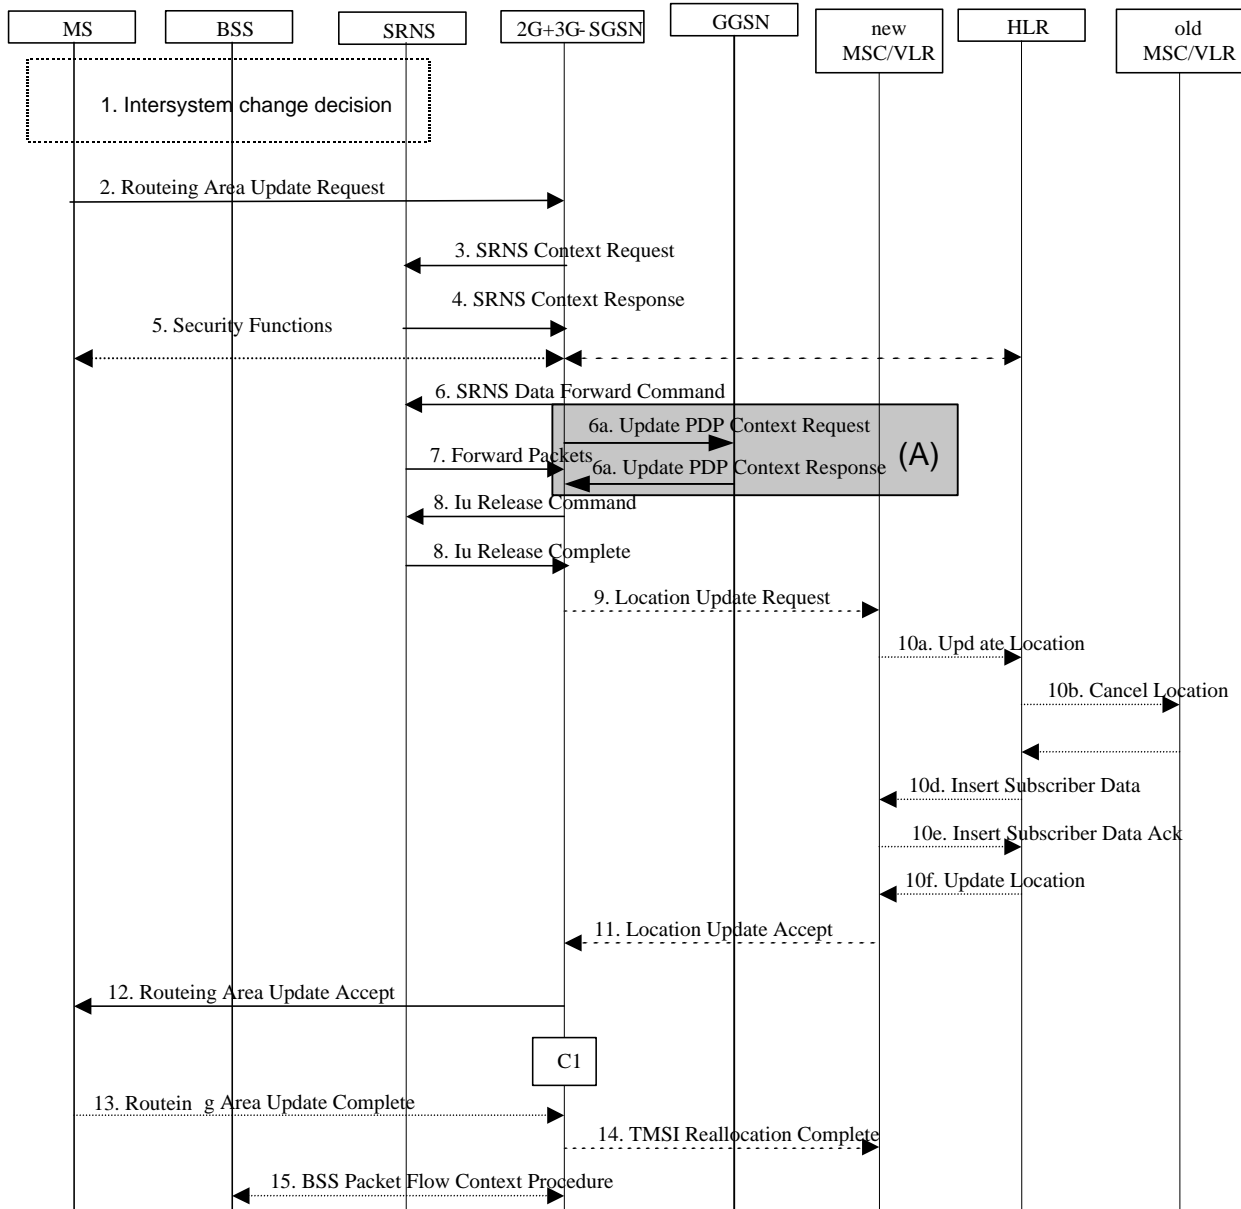 MS
BSS
SRNS
2G+3G-SGSN
GGSN
new
MSC/VLR
HLR
old
MSC/VLR
1. Intersystem change decision
2. Routeing Area Update Request
3. SRNS Context Request
4. SRNS Context Response
5. Security Functions
6. SRNS Data Forward Command
6a. Update PDP Context Request
(A)
7. Forward Packets
6a. Update PDP Context Response
8. Iu Release Command
8. Iu Release Complete
9. Location Update Request
10a. Upd ate Location
10b. Cancel Location
10d. Insert Subscriber Data
10e. Insert Subscriber Data Ack
10f. Update Location
11. Location Update Accept
12. Routeing Area Update Accept
C1
13. Routein g Area Update Complete
14. TMSI Reallocation Complete
15. BSS Packet Flow Context Procedure